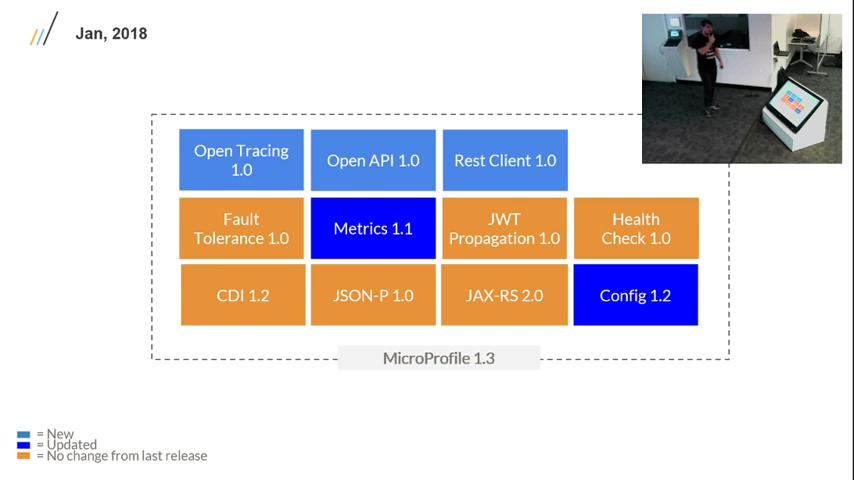 Jan, 2018
Open Tracing
1.0
Open API 1.0
Rest Client 1.0
Fault
Tolerance 1.0
Metrics 1.1
JWT
Propagation 1.0
Health
Check 1.0
CDI 1.2
JSON-P 1.0
JAX-RS 2.0
Config 1.2
MicroProfile 1.3
= New
= Updated
= No change from last release